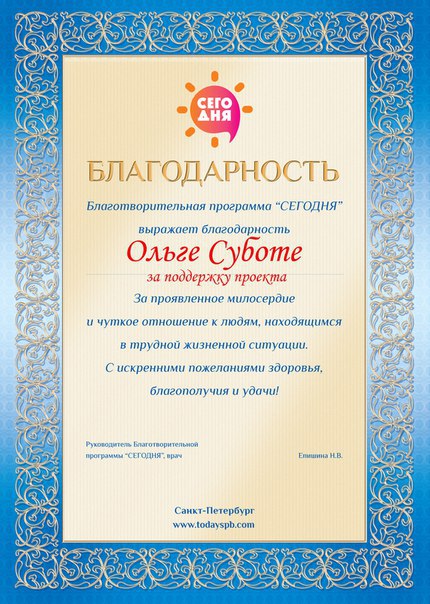 СЕГО
ДНЯ
БЛАГОДАРНОСТЬ
Благотворительная программа “СЕГОДНЯ”
выражает благодарность
Ольге Суботе
за поддержку проекта
За проявленное милосердие
и чуткое отношение к людям, находящимся
в трудной жизненной ситуации.
С искренними пожеланиями здоровья,
благополучия и удачи!
Руководитель Благотворительной
программы “СЕГОДНЯ”, врач Епишина Н.В.
Санкт-Петербург
www.todayspb.com